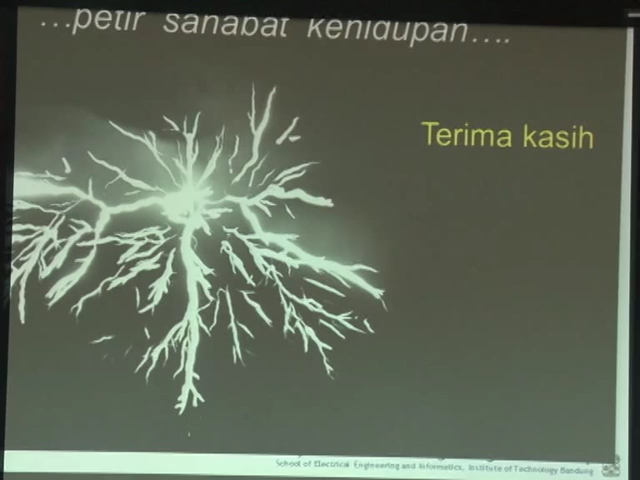 ...petir sahabat kehidupan....
Terima kasih
School of Electrical Engineering and Informatics, Institute of Technology Bandung